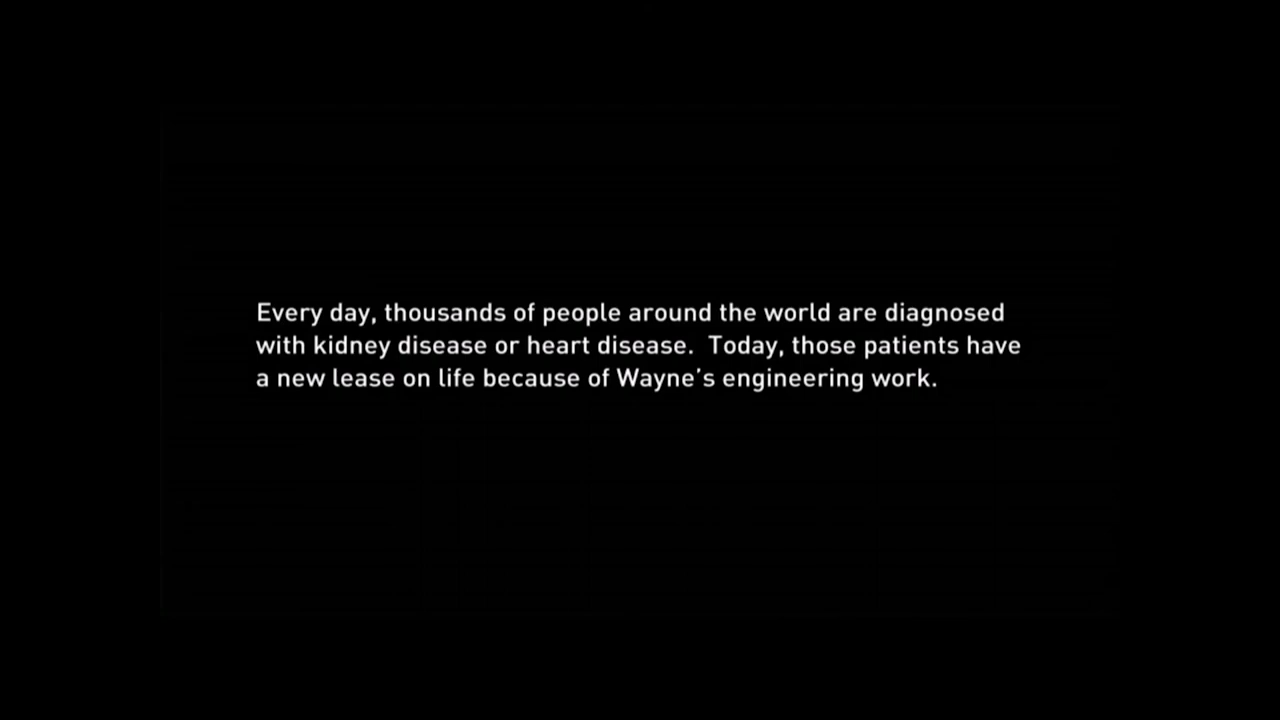 Every day, thousands of people around the world are diagnosed
with kidney disease or heart disease.  Today, those patients have
a new lease on life because of Wayne’s engineering work.